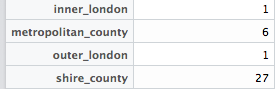 inner_london 1
metropolitan_county 6
outer_london 1
shire_county 27